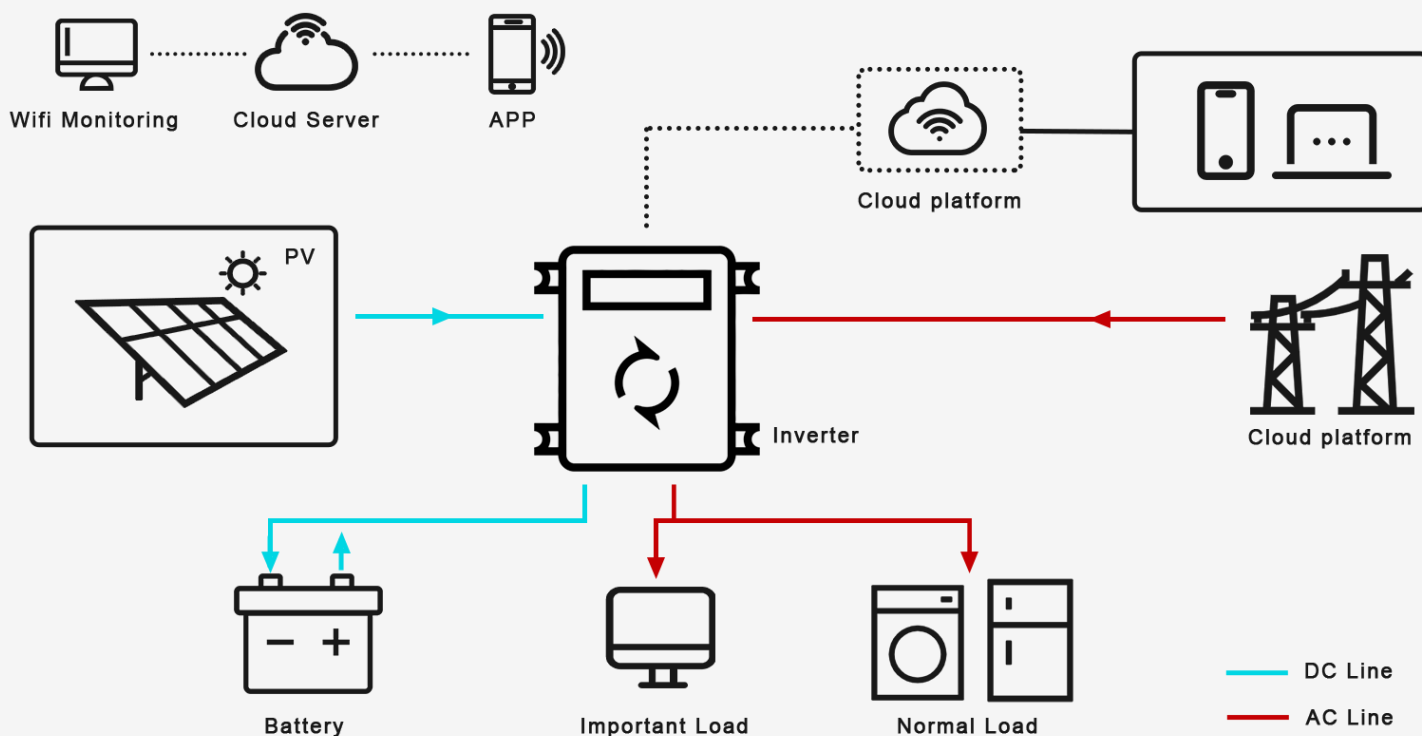 Wifi Monitoring
Cloud Server
APP
Cloud platform
PV
Inverter
Cloud platform
Battery
Important Load
Normal Load
DC Line
AC Line